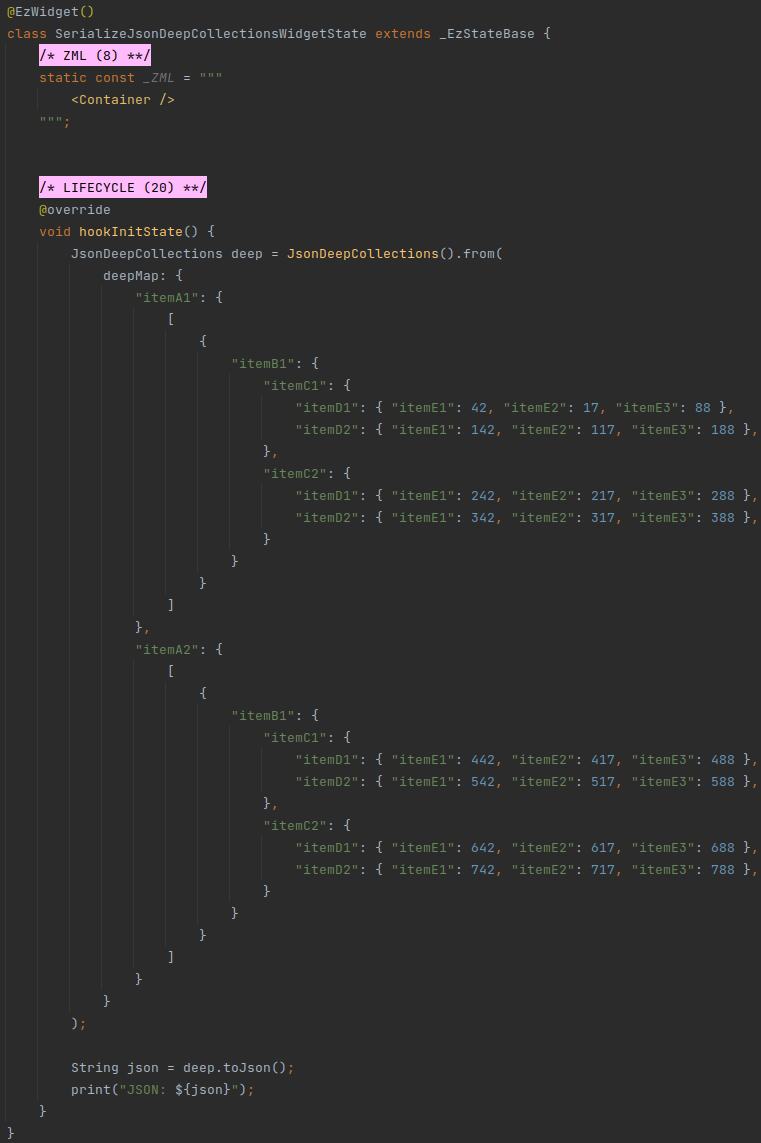 @EzWidget()
class SerializeJsonDeepCollectionsWidgetState extends _EzStateBase {
    /* ZML (8) **/
    static const _ZML = """
        <Container />
    """;

    /* LIFECYCLE (20) **/
    @override
    void hookInitState() {
        JsonDeepCollections deep = JsonDeepCollections().from(
            deepMap: {
                "itemA1": {
                    [
                        {
                            "itemB1": {
                                "itemC1": {
                                    "itemD1": { "itemE1": 42, "itemE2": 17, "itemE3": 88 },
                                    "itemD2": { "itemE1": 142, "itemE2": 117, "itemE3": 188 },
                                },
                                "itemC2": {
                                    "itemD1": { "itemE1": 242, "itemE2": 217, "itemE3": 288 },
                                    "itemD2": { "itemE1": 342, "itemE2": 317, "itemE3": 388 },
                                }
                            }
                        }
                    ]
                },
                "itemA2": {
                    [
                        {
                            "itemB1": {
                                "itemC1": {
                                    "itemD1": { "itemE1": 442, "itemE2": 417, "itemE3": 488 },
                                    "itemD2": { "itemE1": 542, "itemE2": 517, "itemE3": 588 },
                                },
                                "itemC2": {
                                    "itemD1": { "itemE1": 642, "itemE2": 617, "itemE3": 688 },
                                    "itemD2": { "itemE1": 742, "itemE2": 717, "itemE3": 788 },
                                }
                            }
                        }
                    ]
                }
            }
        );

        String json = deep.toJson();
        print("JSON: ${json}");
    }
}